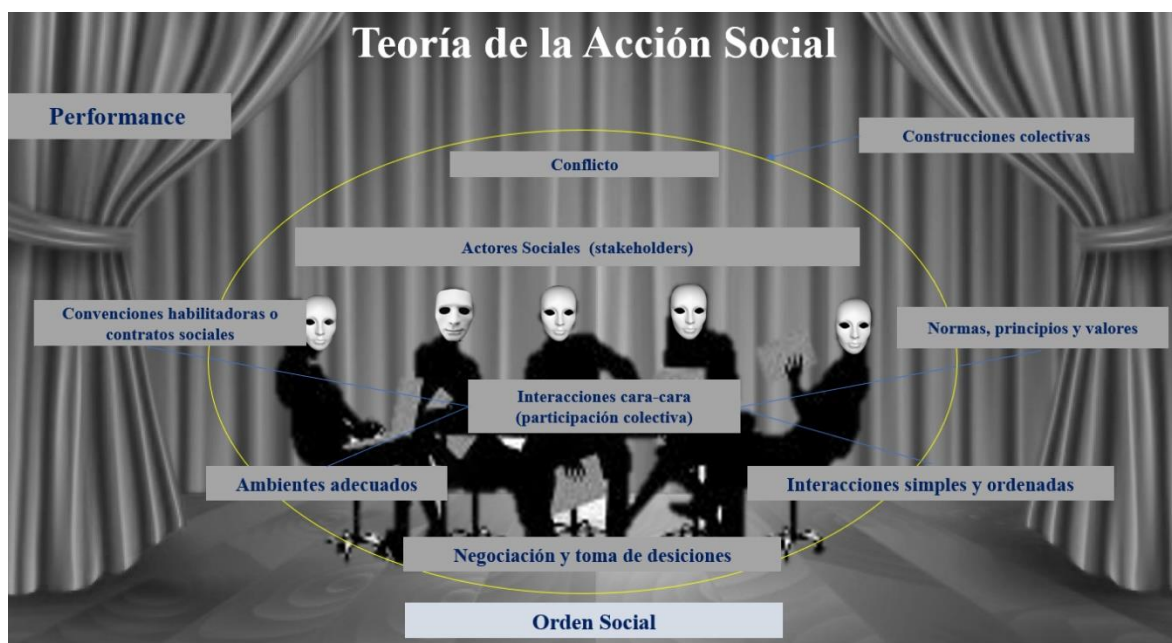 Teoría de la Acción Social
Performance
Construcciones colectivas
Conflicto
Actores Sociales (stakeholders)
Convenciones habilitadoras o
contratos sociales
Normas, principios y valores
Interacciones cara-cara
(participación colectiva)
Ambientes adecuados
Interacciones simples y ordenadas
Negociación y toma de desiciones
Orden Social